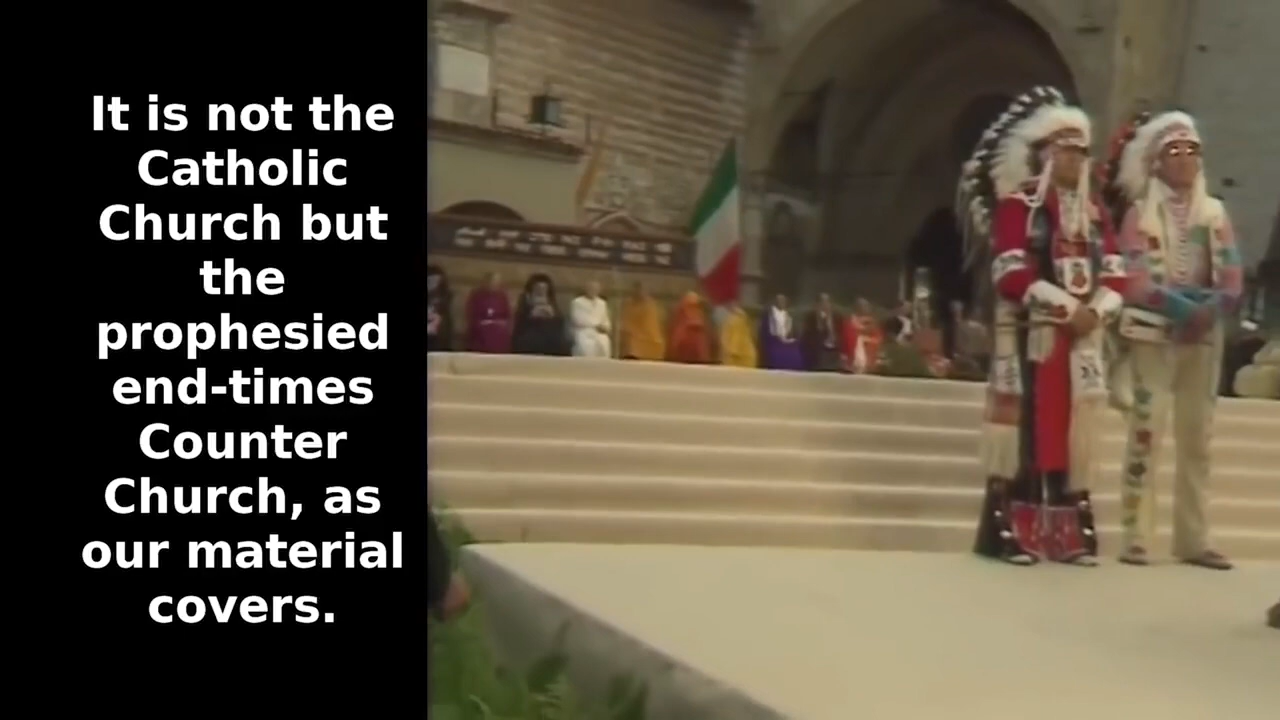 It is not the
Catholic
Church but
the
prophesied
end-times
Counter
Church, as
our material
covers.